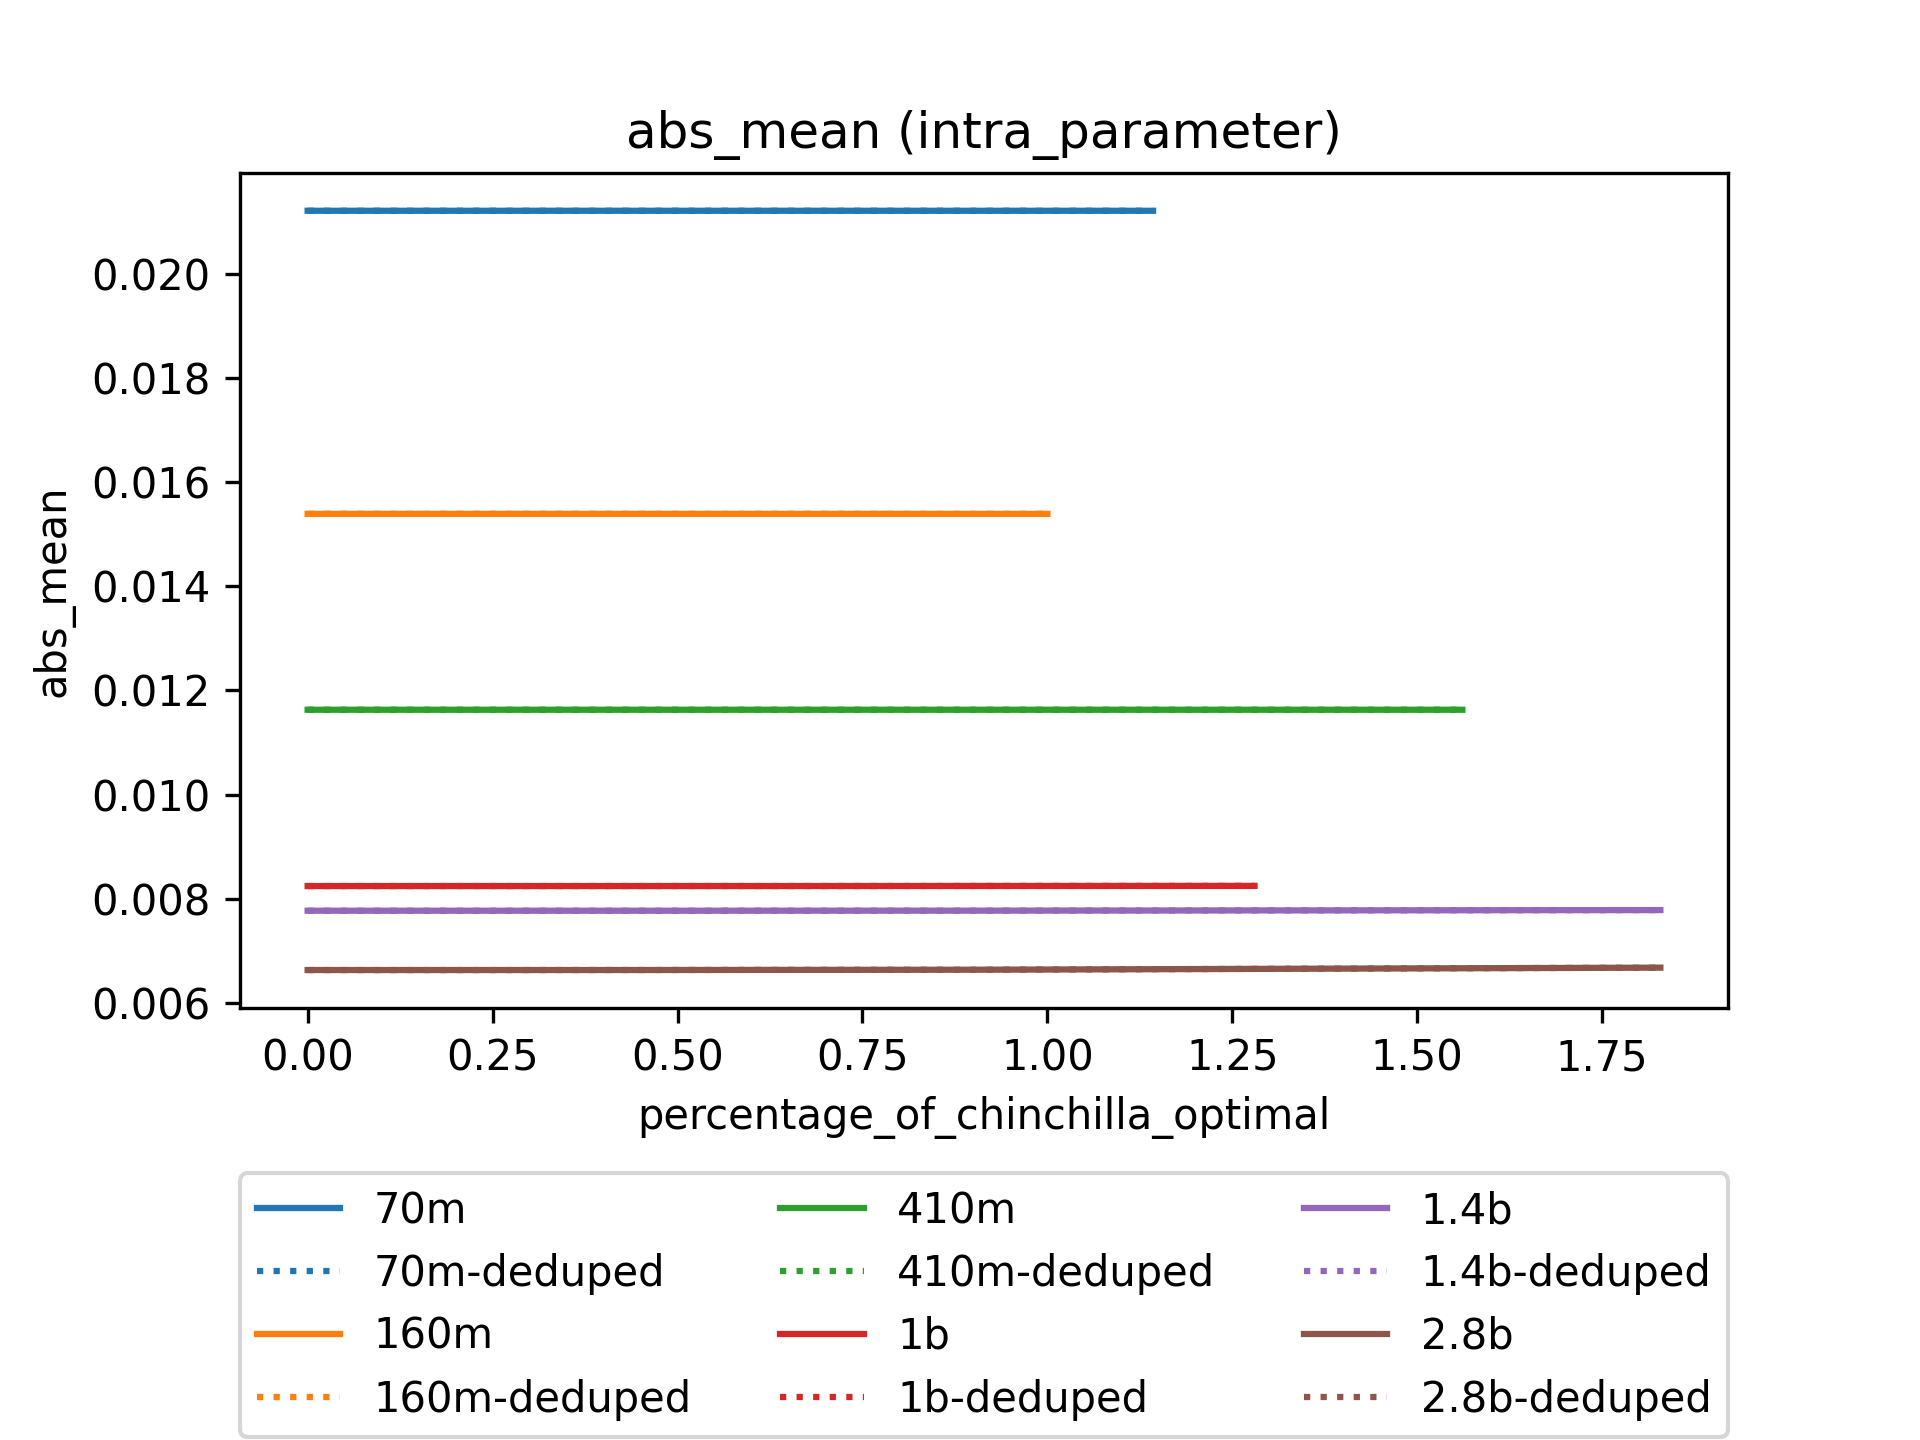 abs_mean (intra_parameter)
abs_mean
0.020
0.018
0.016
0.014
0.012
0.010
0.008
0.006
0.00 0.25 0.50 0.75 1.00 1.25 1.50 1.75
percentage_of_chinchilla_optimal
70m
70m-deduped
160m
160m-deduped
410m
410m-deduped
1b
1b-deduped
1.4b
1.4b-deduped
2.8b
2.8b-deduped